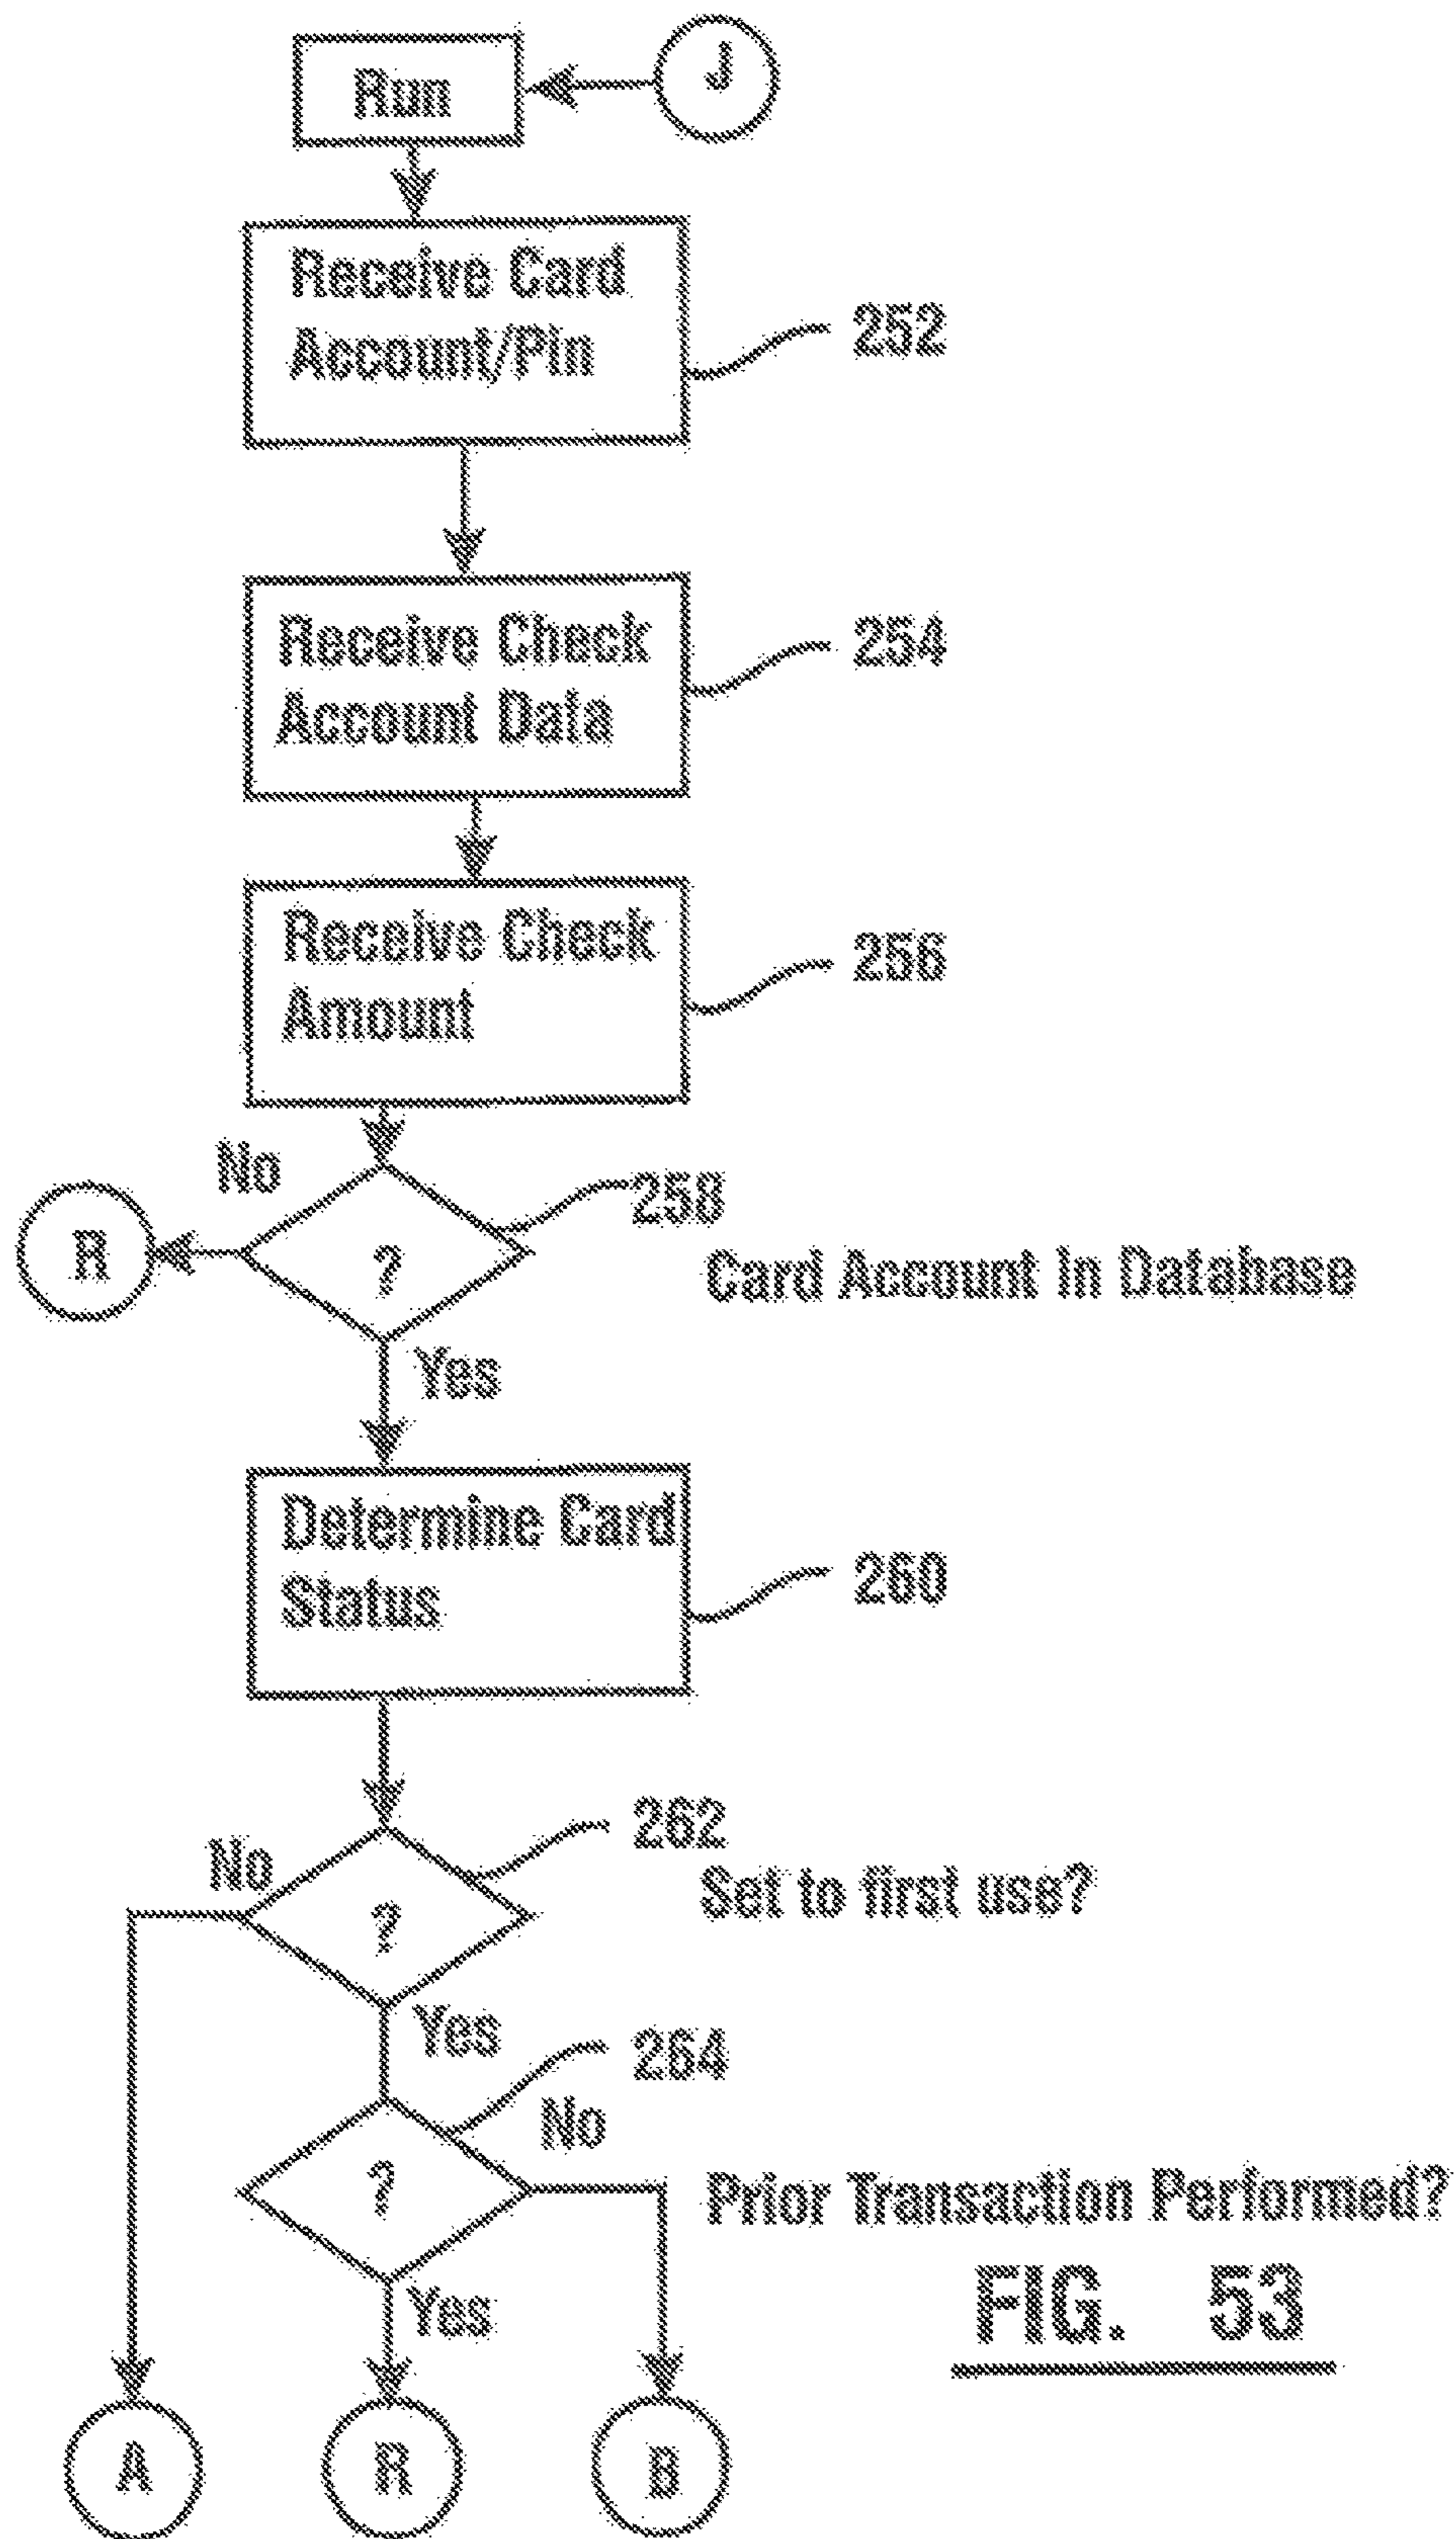 Run
J
Receive Card
Account/Pin
252
Receive Check
Account Data
254
Receive Check
Amount
256
No
258
R
?
Card Account In Database
Yes
Determine Card
Status
260
262
No
Set to first use?
?
Yes
264
No
?
Prior Transaction Performed?
Yes
FIG. 53
A
R
B